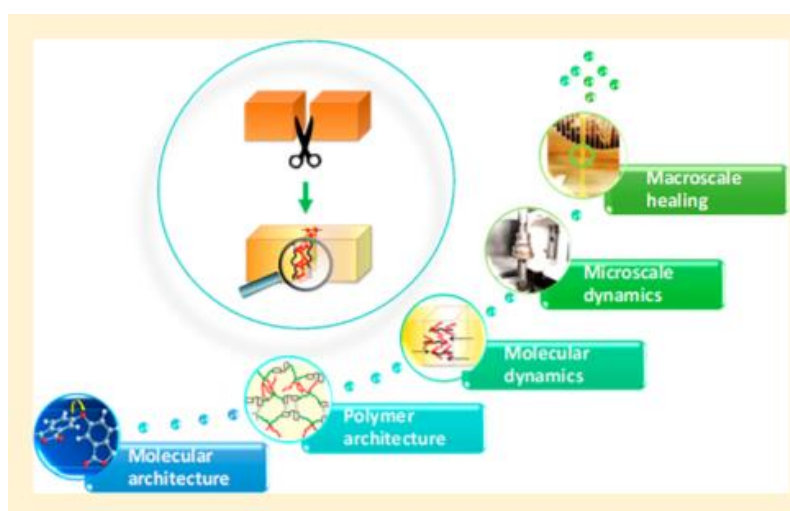 Macroscale
healing
Microscale
dynamics
Molecular
dynamics
Polymer
architecture
Molecular
architecture